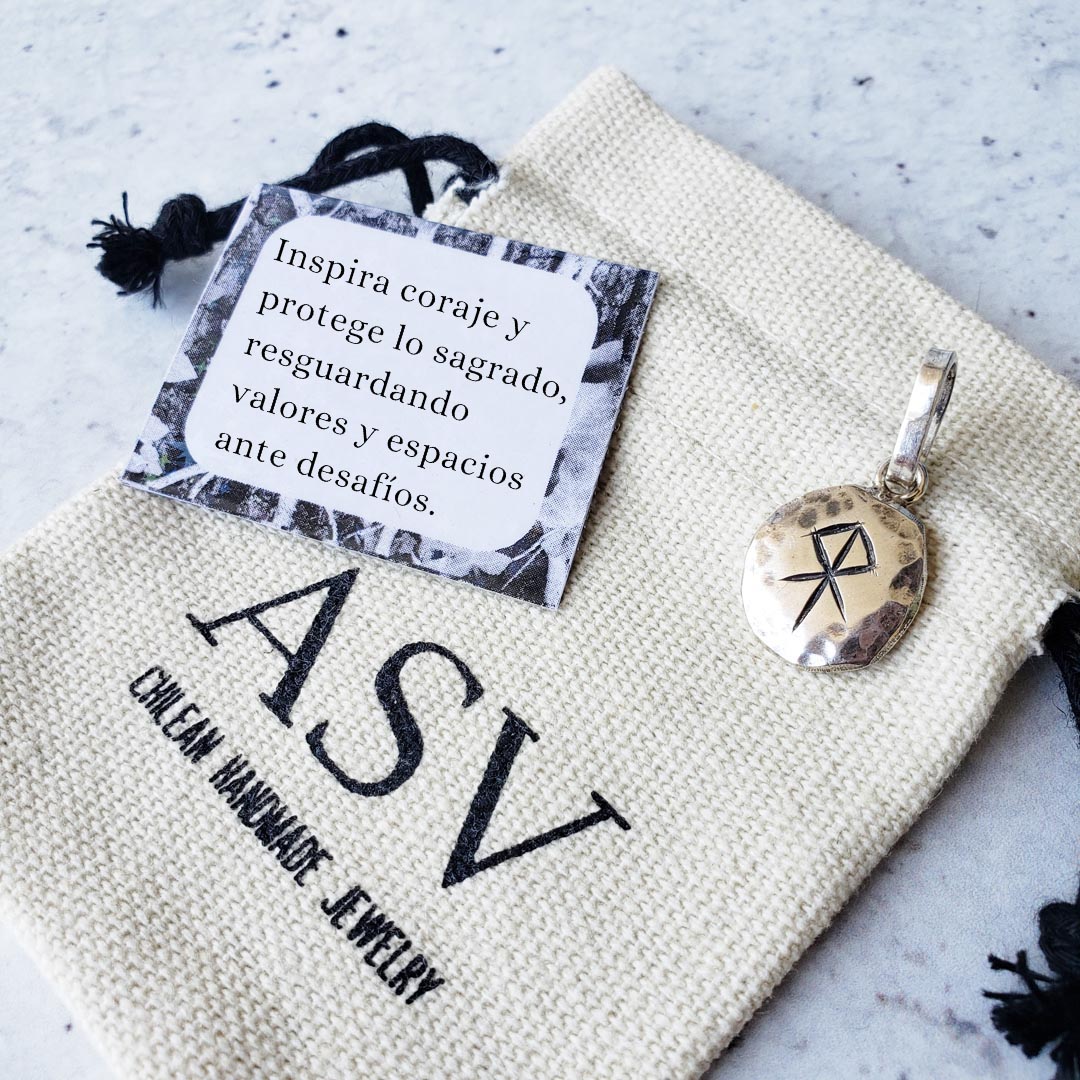 Inspira coraje y
protege lo sagrado,
resguardando
valores y espacios
ante desafíos.
ASV
CHILEAN HANDMADE JEWELRY